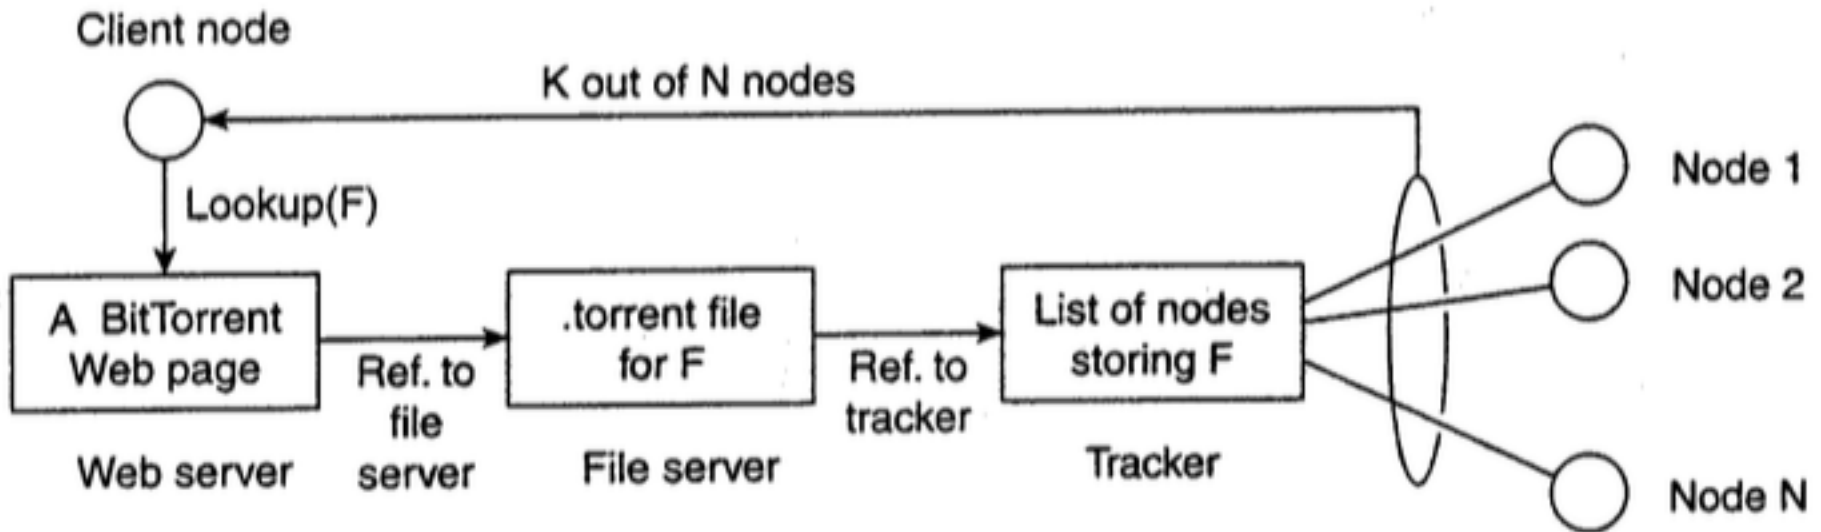 Client node
K out of N nodes
Lookup(F)
Node 1
Node 2
A BitTorrent
Web page
Ref. to
file
server
.torrent file
for F
Ref. to
tracker
List of nodes
storing F
Web server
File server
Tracker
Node N